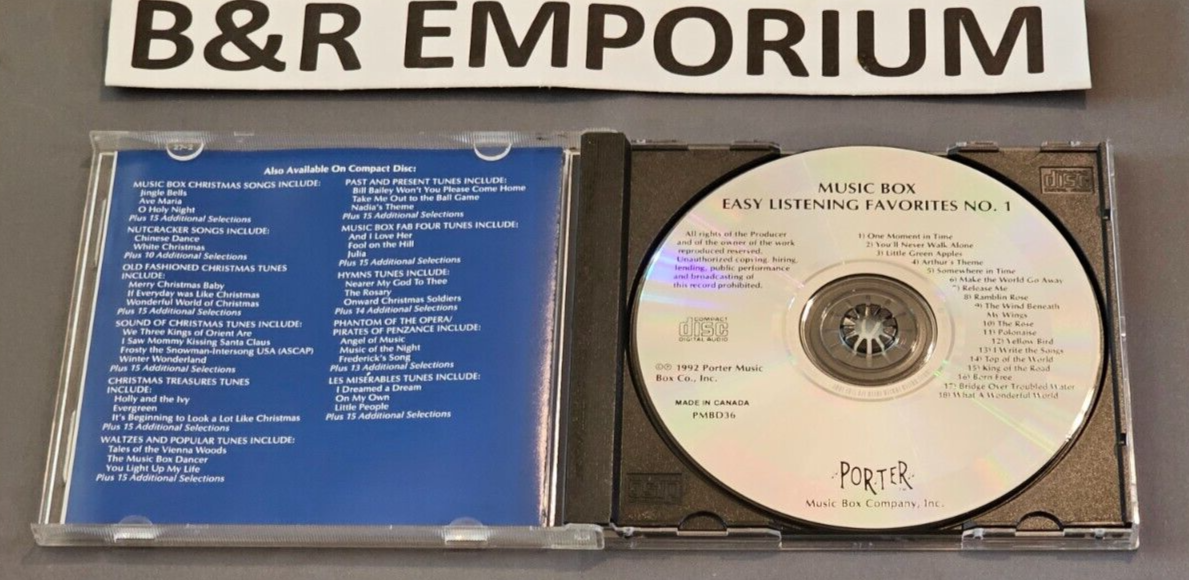 B&R EMPORIUM
27-2
Also Available On Compact Disc:
MUSIC BOX CHRISTMAS SONGS INCLUDE:
Jingle Bells
Ave Maria
O Holy Night
Plus 15 Additional Selections
NUTCRACKER SONGS INCLUDE:
Chinese Dance
White Christmas
Plus 10 Additional Selections
OLD FASHIONED CHRISTMAS TUNES
INCLUDE:
Merry Christmas Baby
If Everyday was Like Christmas
Wonderful World of Christmas
Plus 15 Additional Selections
SOUND OF CHRISTMAS TUNES INCLUDE:
We Three Kings of Orient Are
I Saw Mommy Kissing Santa Claus
Frosty the Snowman-Intersong USA (ASCAP)
Winter Wonderland
Plus 15 Additional Selections
CHRISTMAS TREASURES TUNES
INCLUDE:
Holly and the Ivy
Evergreen
It's Beginning to Look a Lot Like Christmas
Plus 15 Additional Selections
WALTZES AND POPULAR TUNES INCLUDE:
Tales of the Vienna Woods
The Music Box Dancer
You Light Up My Life
Plus 15 Additional Selections
PAST AND PRESENT TUNES INCLUDE:
Bill Bailey Won't You Please Come Home
Take Me Out to the Ball Game
Nadia's Theme
Plus 15 Additional Selections
MUSIC BOX FAB FOUR TUNES INCLUDE:
And I Love Her
Fool on the Hill
Julia
Plus 15 Additional Selections
HYMNS TUNES INCLUDE:
Nearer My God To Thee
The Rosary
Onward Christmas Soldiers
Plus 14 Additional Selections
PHANTOM OF THE OPERA/
PIRATES OF PENZANCE INCLUDE:
Angel of Music
Music of the Night
Frederick's Song
Plus 13 Additional Selections
LES MISÉRABLES TUNES INCLUDE:
I Dreamed a Dream
On My Own
Little People
Plus 15 Additional Selections
MUSIC BOX
EASY LISTENING FAVORITES NO. 1
All rights of the Producer
and of the owner of the work
reproduced reserved.
Unauthorized copying, hiring,
lending, public performance
and broadcasting of
this record prohibited.
1) One Moment in Time
2) You'll Never Walk Alone
3) Little Green Apples
4) Arthur's Theme
5) Somewhere in Time
6) Make the World Go Away
7) Release Me
8) Ramblin Rose
9) The Wind Beneath
My Wings
10) The Rose
11) Polonaise
12) Yellow Bird
13) I Write the Songs
14) Top of the World
15) King of the Road
16) Born Free
17) Bridge Over Troubled Water
18) What A Wonderful World
COMPACT
disc
DIGITAL AUDIO
©℗ 1992 Porter Music
Box Co., Inc.
MADE IN CANADA
PMBD36
PORTER
Music Box Company, Inc.
disc